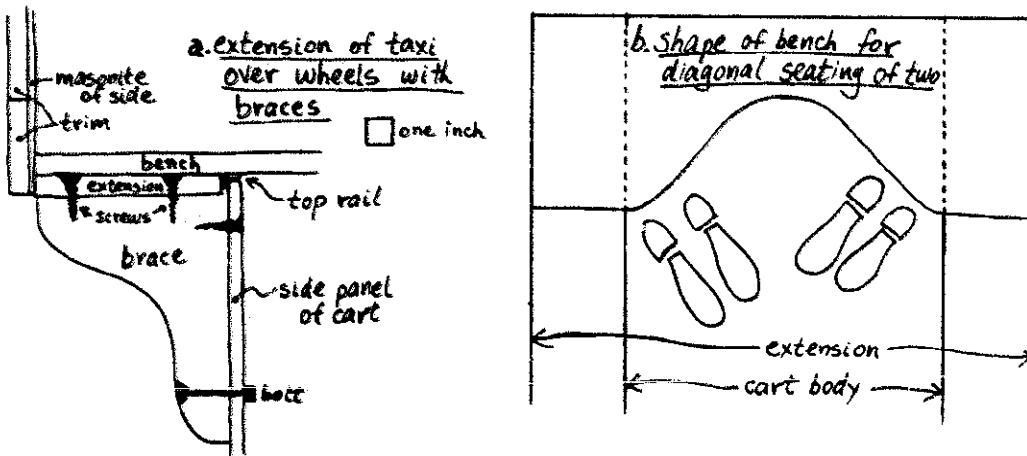 a. extension of taxi
over wheels with
braces
one inch
masonite
of side
trim
bench
extension
screws
top rail
brace
side panel
of cart
bolt
b. shape of bench for
diagonal seating of two
extension
cart body